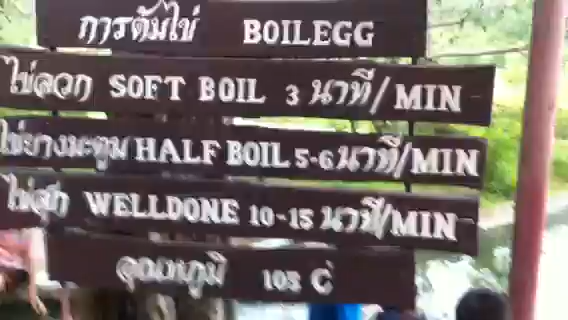 การต้มไข่ BOILEGG
ไข่ลวก SOFT BOIL 3 นาที/MIN
ไข่ยางมะตูม HALF BOIL 5-6 นาที/MIN
ไข่สุก WELLDONE 10-15 นาที/MIN
อุณหภูมิ 105 C